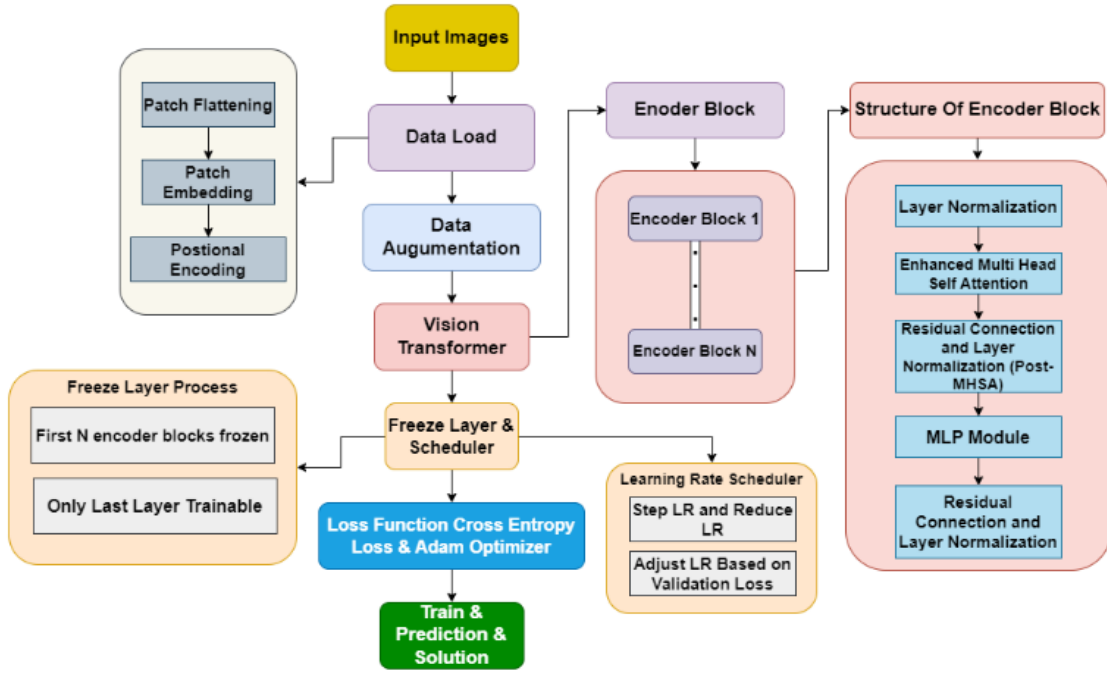 Input Images
Patch Flattening
Patch
Embedding
Postional
Encoding
Data Load
Data
Augumentation
Vision
Transformer
Enoder Block
Encoder Block 1
Encoder Block N
Structure Of Encoder Block
Layer Normalization
Enhanced Multi Head
Self Attention
Residual Connection
and Layer
Normalization (Post-
MHSA)
MLP Module
Residual
Connection and
Layer Normalization
Freeze Layer Process
First N encoder blocks frozen
Only Last Layer Trainable
Freeze Layer &
Scheduler
Learning Rate Scheduler
Step LR and Reduce
LR
Adjust LR Based on
Validation Loss
Loss Function Cross Entropy
Loss & Adam Optimizer
Train &
Prediction &
Solution